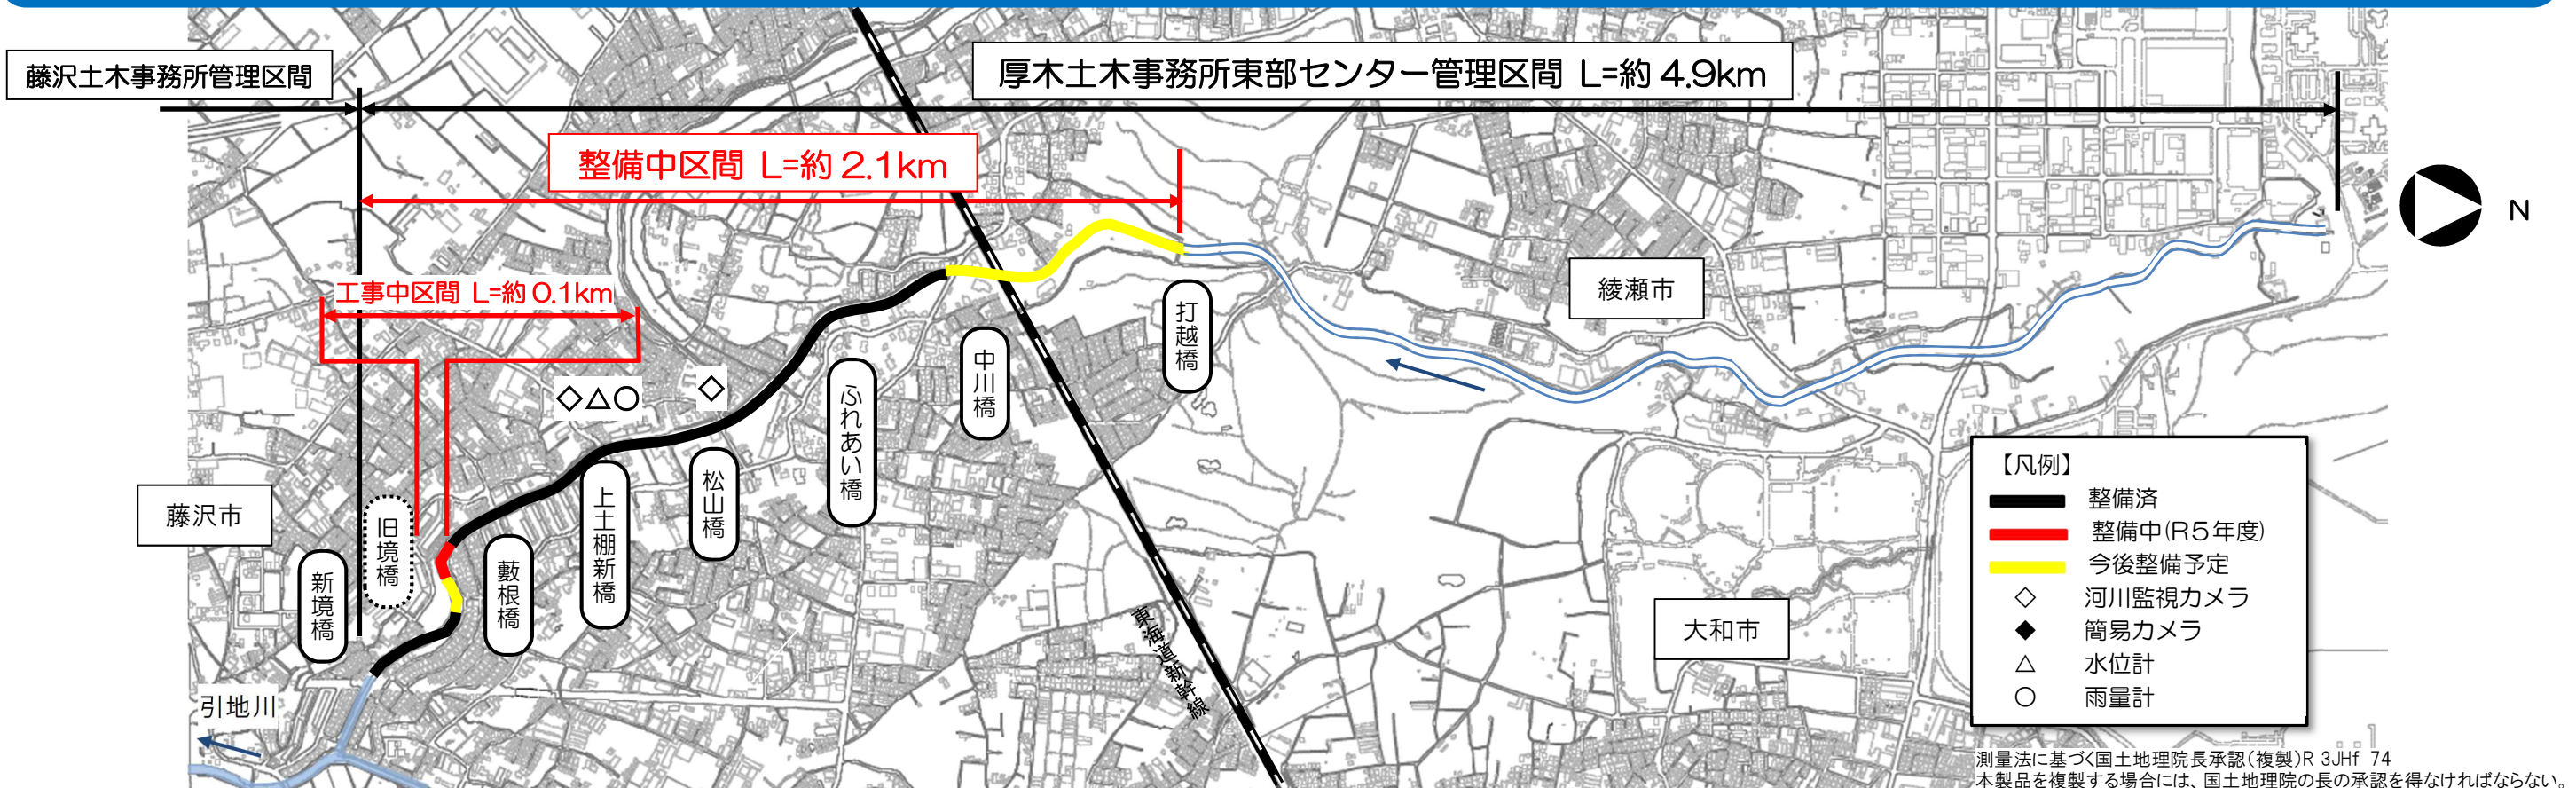 藤沢土木事務所管理区間
厚木土木事務所東部センター管理区間 L=約4.9km
整備中区間 L=約2.1km
N
工事中区間 L=約0.1km
綾瀬市
打越橋
中川橋
ふれあい橋
松山橋
上土棚新橋
藪根橋
旧境橋
新境橋
藤沢市
大和市
東海道新幹線
引地川
【凡例】
整備済
整備中(R5年度)
今後整備予定
◇ 河川監視カメラ
◆ 簡易カメラ
△ 水位計
○ 雨量計
測量法に基づく国土地理院長承認(複製)R 3JHf 74
本製品を複製する場合には、国土地理院の長の承認を得なければならない。